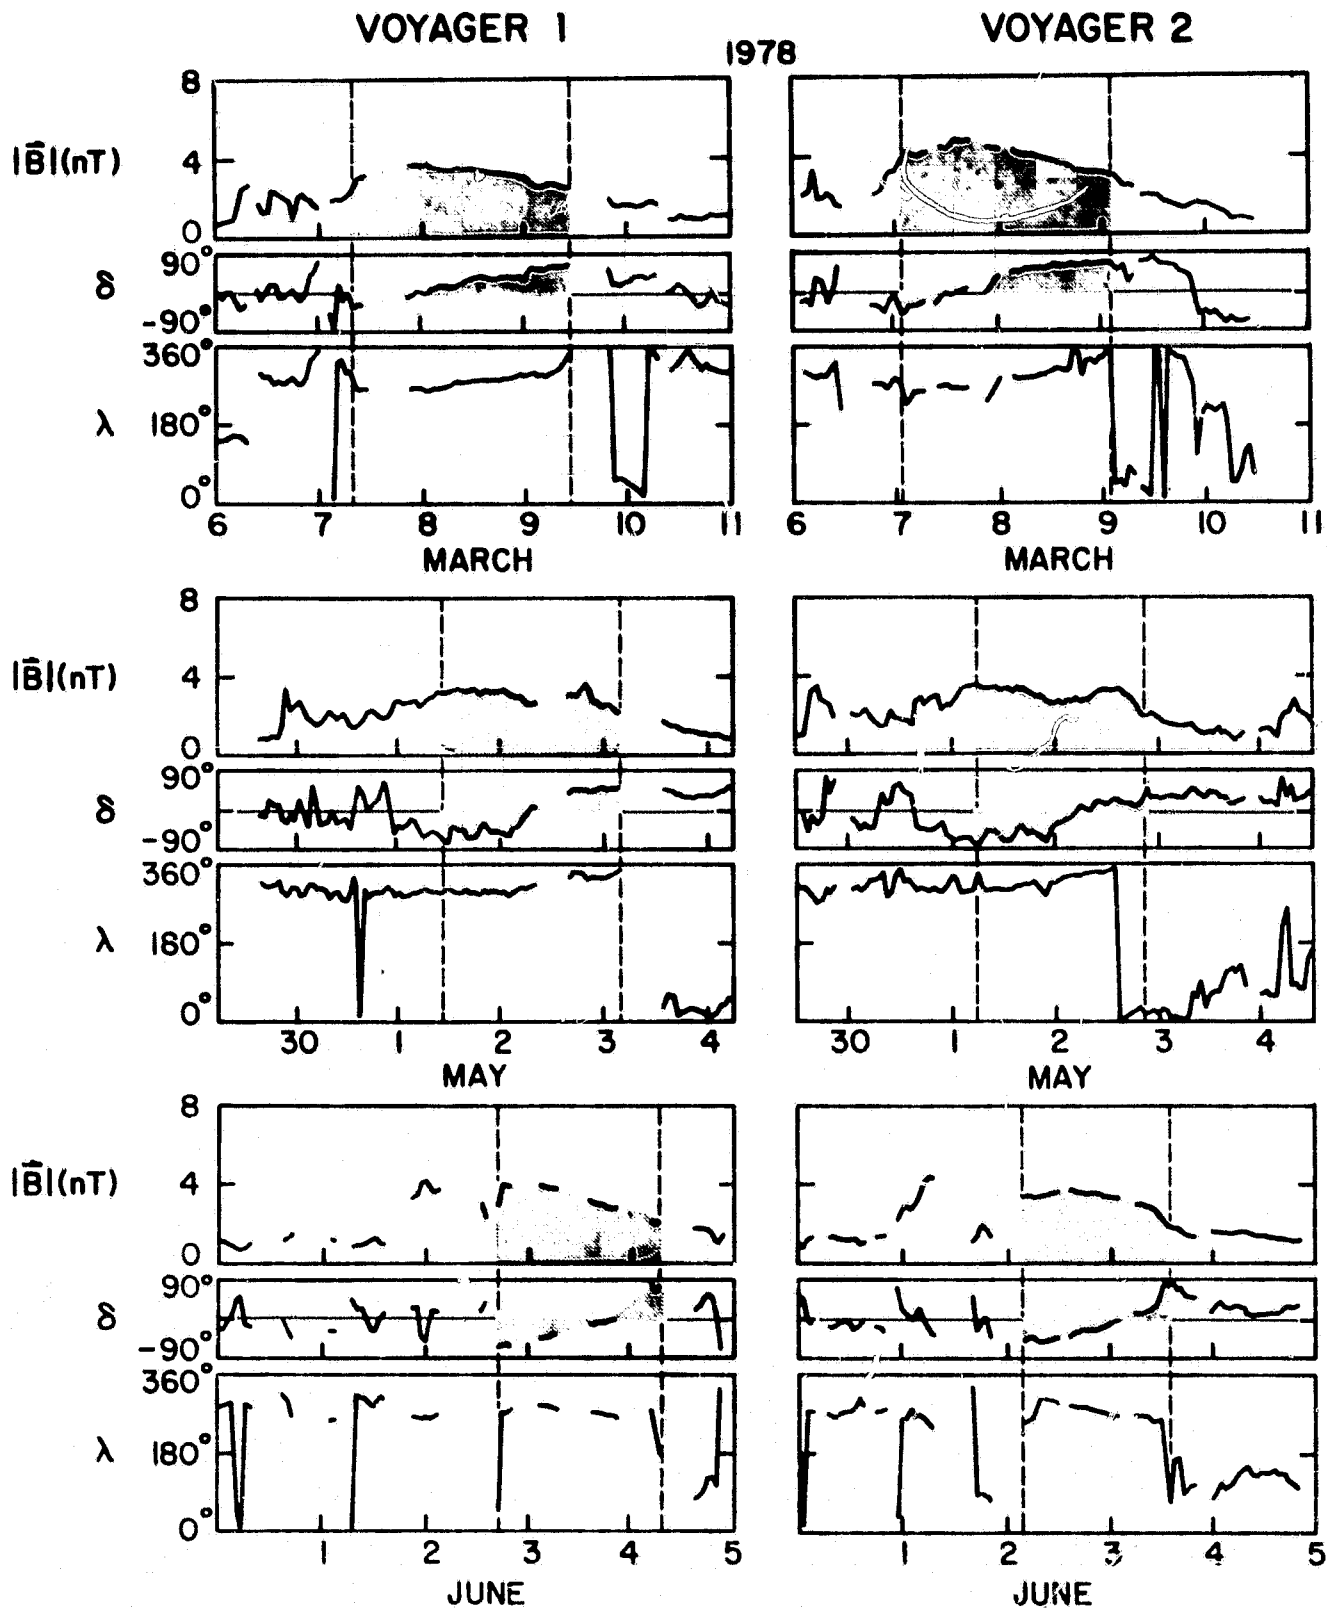 VOYAGER 1 VOYAGER 2
1978
8
|B⃗|(nT) 4
0
90°
δ
-90°
360°
λ 180°
0°
6 7 8 9 10 11 6 7 8 9 10 11
MARCH MARCH
8
|B⃗|(nT) 4
0
90°
δ
-90°
360°
λ 180°
0°
30 1 2 3 4 30 1 2 3 4
MAY MAY
8
|B⃗|(nT) 4
0
90°
δ
-90°
360°
λ 180°
0°
1 2 3 4 5 1 2 3 4 5
JUNE JUNE